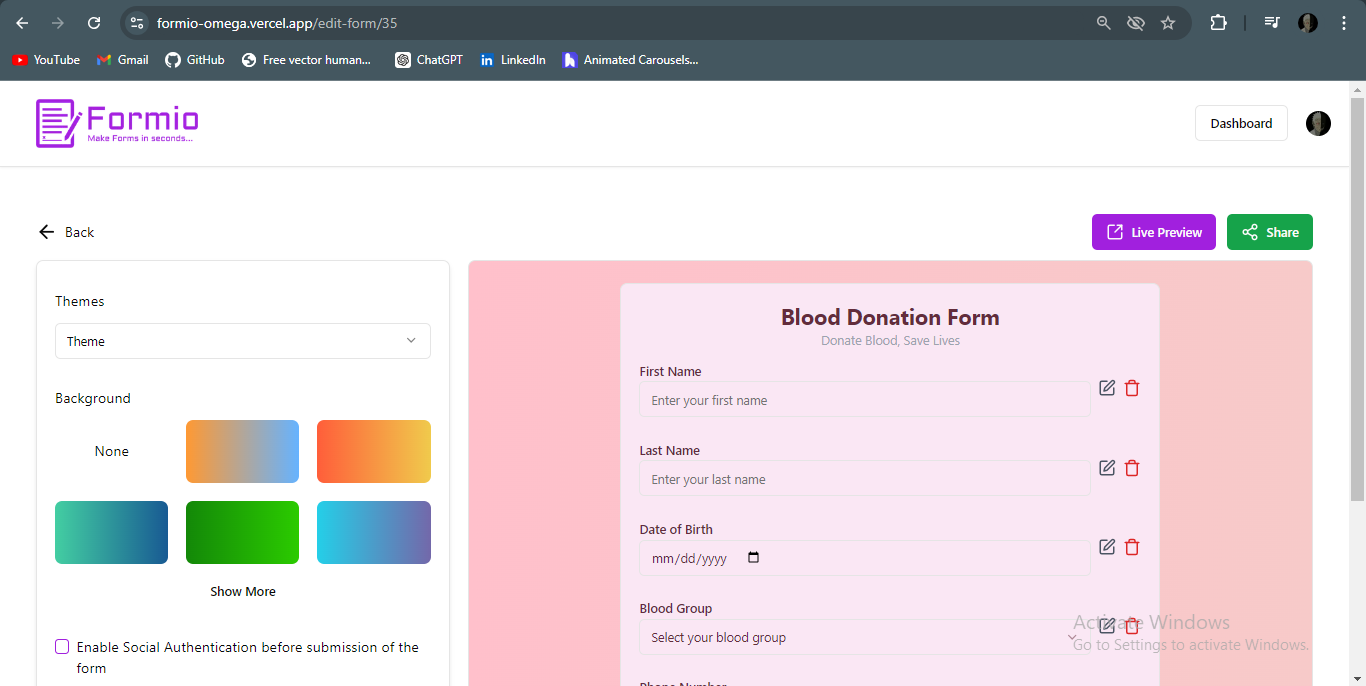 formio-omega.vercel.app/edit-form/35
YouTube
Gmail
GitHub
Free vector human...
ChatGPT
LinkedIn
Animated Carousels...
Formio
Make Forms in seconds...
Dashboard
Back
Live Preview
Share
Themes
Theme
Background
None
Show More
Enable Social Authentication before submission of the
form
Blood Donation Form
Donate Blood, Save Lives
First Name
Enter your first name
Last Name
Enter your last name
Date of Birth
mm/dd/yyyy
Blood Group
Select your blood group
Phone Number
Activate Windows
Go to Settings to activate Windows.